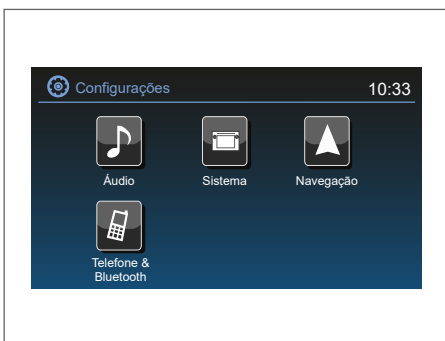 Configurações 10:33
Áudio Sistema Navegação
Telefone &
Bluetooth